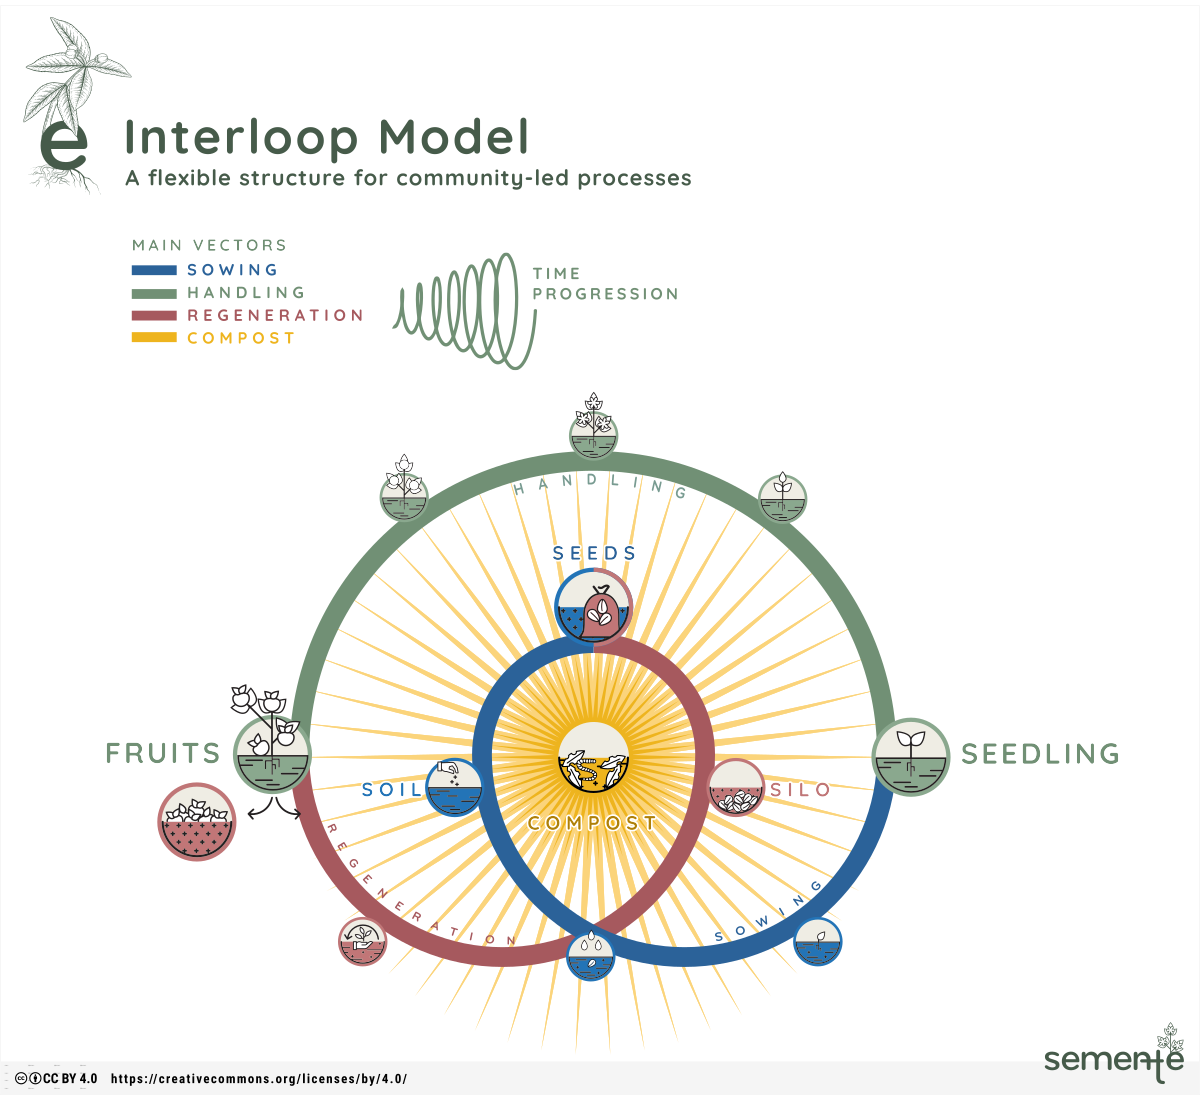 e
Interloop Model
A flexible structure for community-led processes
MAIN VECTORS
SOWING
HANDLING
REGENERATION
COMPOST
TIME
PROGRESSION
HANDLING
SEEDS
FRUITS
SEEDLING
SOIL
SILO
COMPOST
REGENERATION
SOWING
semente
CC BY 4.0 https://creativecommons.org/licenses/by/4.0/